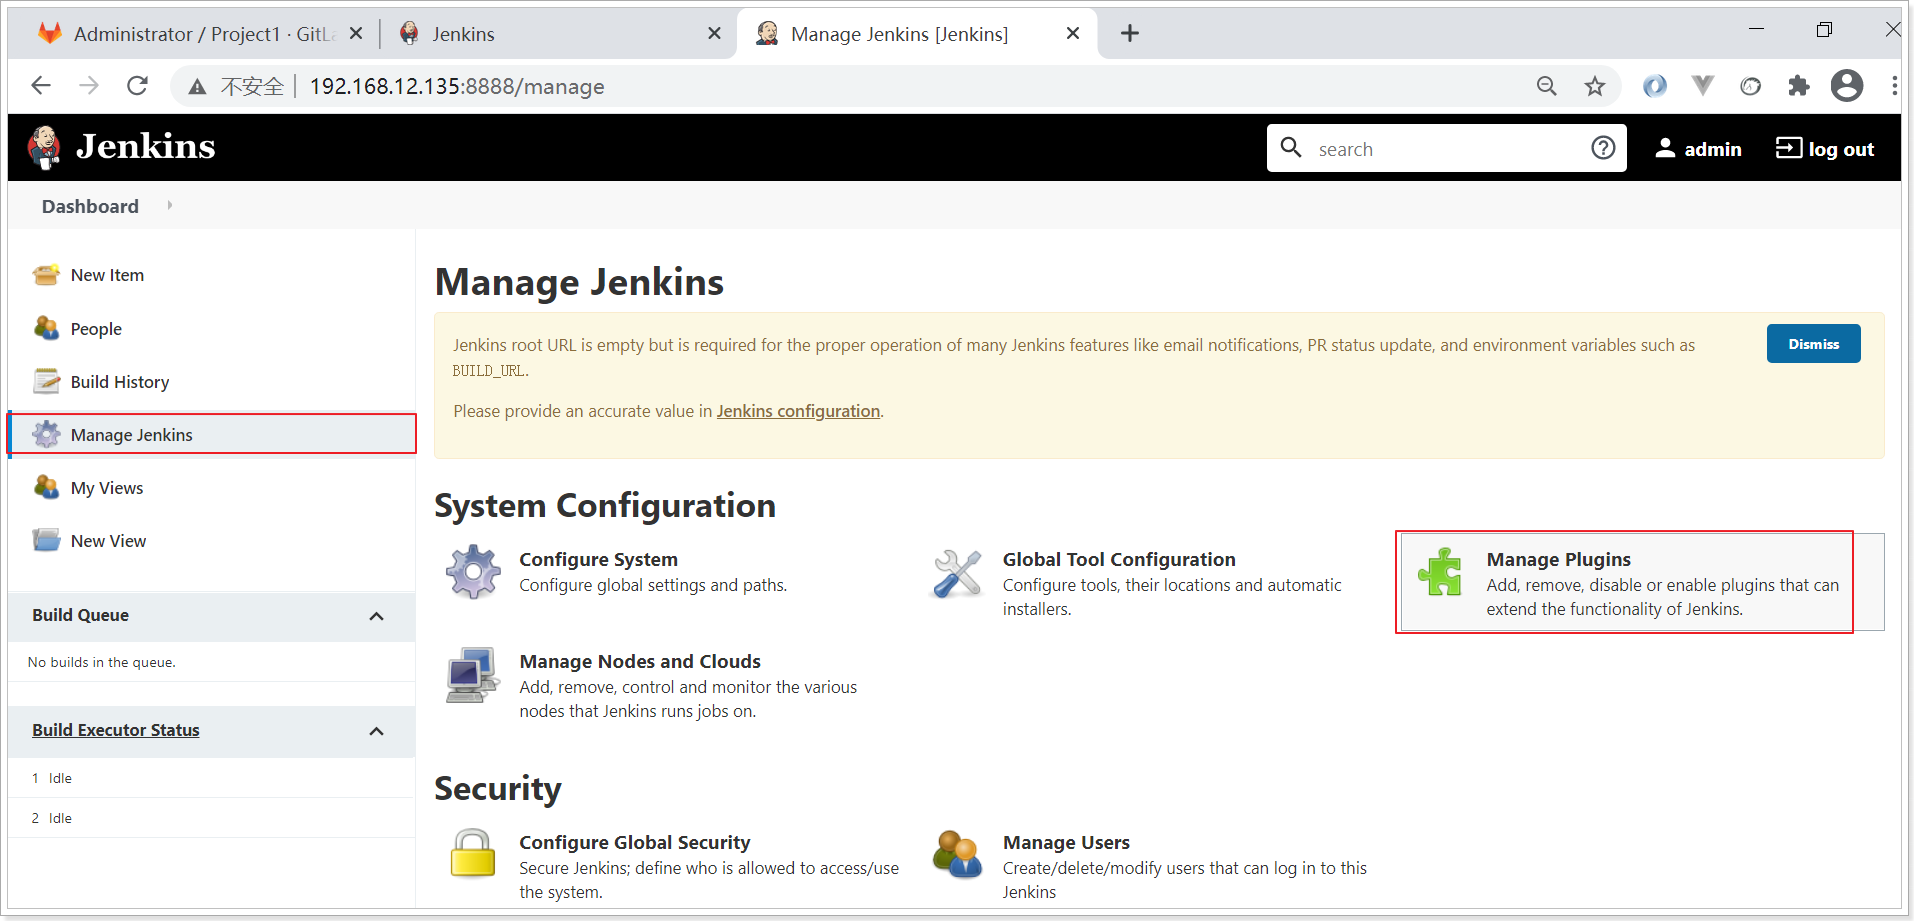 Administrator / Project1 · GitLa
Jenkins
Manage Jenkins [Jenkins]
不安全
192.168.12.135:8888/manage
Jenkins
search
admin
log out
Dashboard
New Item
People
Build History
Manage Jenkins
My Views
New View
Build Queue
No builds in the queue.
Build Executor Status
1 Idle
2 Idle
Manage Jenkins
Jenkins root URL is empty but is required for the proper operation of many Jenkins features like email notifications, PR status update, and environment variables such as
BUILD_URL.
Dismiss
Please provide an accurate value in Jenkins configuration.
System Configuration
Configure System
Configure global settings and paths.
Global Tool Configuration
Configure tools, their locations and automatic
installers.
Manage Plugins
Add, remove, disable or enable plugins that can
extend the functionality of Jenkins.
Manage Nodes and Clouds
Add, remove, control and monitor the various
nodes that Jenkins runs jobs on.
Security
Configure Global Security
Secure Jenkins; define who is allowed to access/use
the system.
Manage Users
Create/delete/modify users that can log in to this
Jenkins